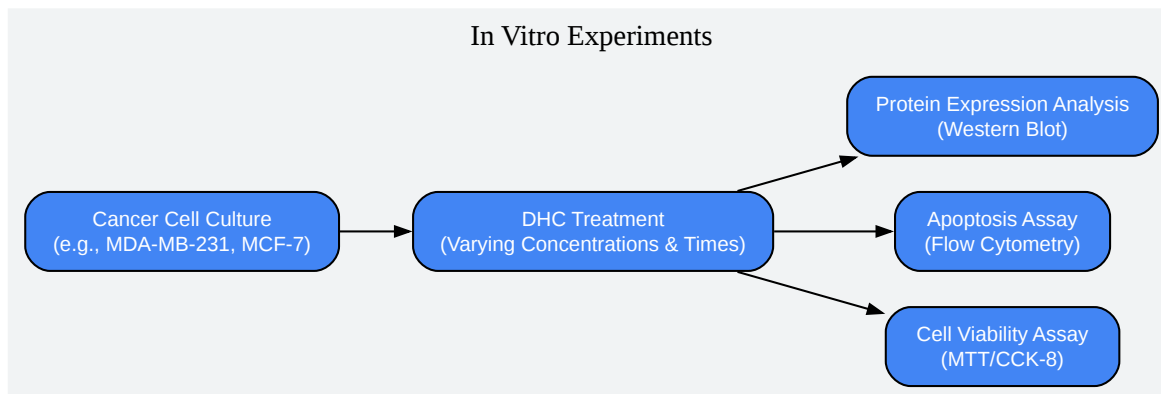 In Vitro Experiments
Cancer Cell Culture
(e.g., MDA-MB-231, MCF-7)
DHC Treatment
(Varying Concentrations & Times)
Protein Expression Analysis
(Western Blot)
Apoptosis Assay
(Flow Cytometry)
Cell Viability Assay
(MTT/CCK-8)